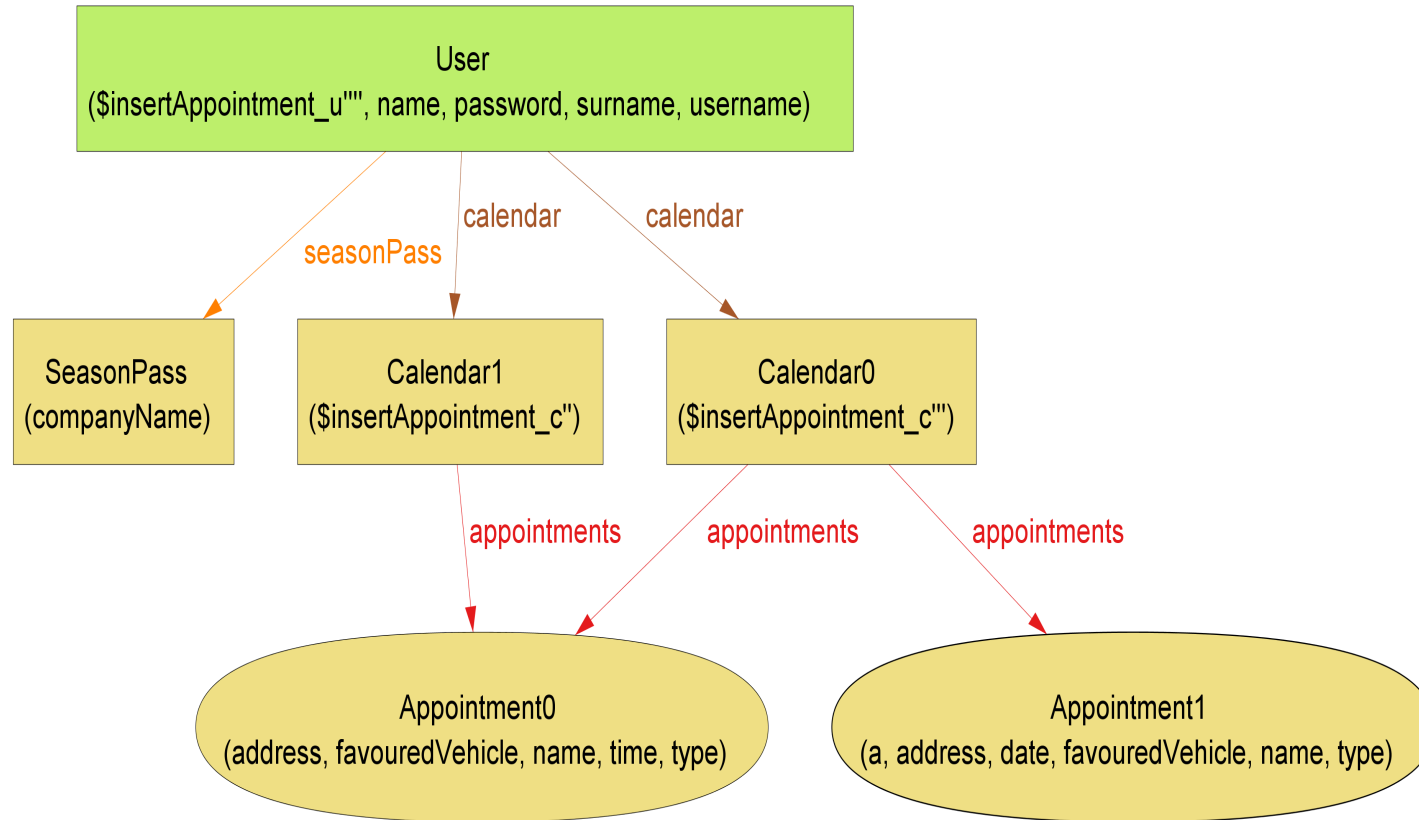 User
($insertAppointment_u"", name, password, surname, username)
calendar
calendar
seasonPass
SeasonPass
(companyName)
Calendar1
($insertAppointment_c")
Calendar0
($insertAppointment_c"')
appointments
appointments
appointments
Appointment0
(address, favouredVehicle, name, time, type)
Appointment1
(a, address, date, favouredVehicle, name, type)